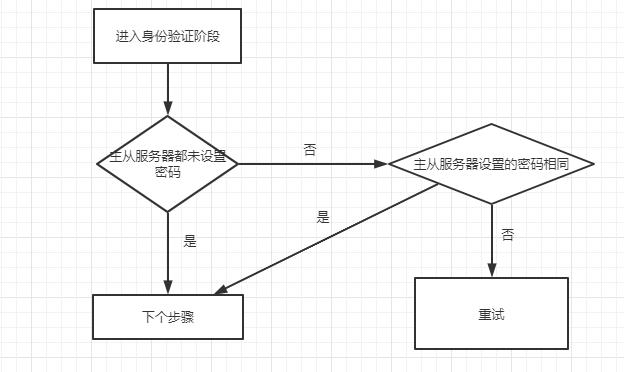 进入身份验证阶段
主从服务器都未设置
密码
否
主从服务器设置的密码相同
是
是
否
下个步骤
重试